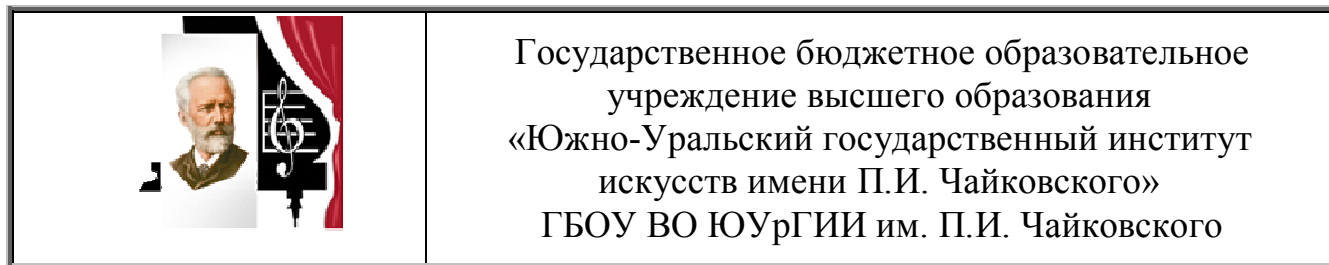 Государственное бюджетное образовательное
учреждение высшего образования
«Южно-Уральский государственный институт
искусств имени П.И. Чайковского»
ГБОУ ВО ЮУрГИИ им. П.И. Чайковского